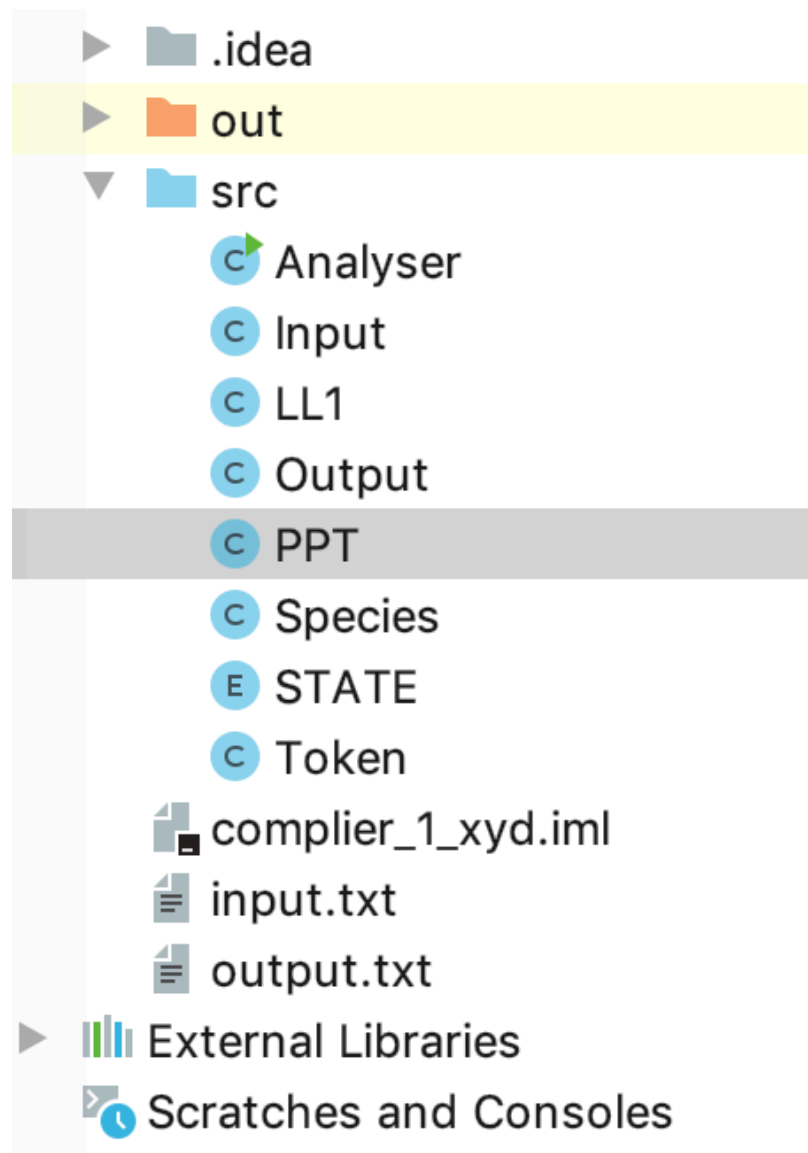 .idea
out
src
C Analyser
C Input
C LL1
C Output
C PPT
C Species
E STATE
C Token
complier_1_xyd.iml
input.txt
output.txt
External Libraries
Scratches and Consoles